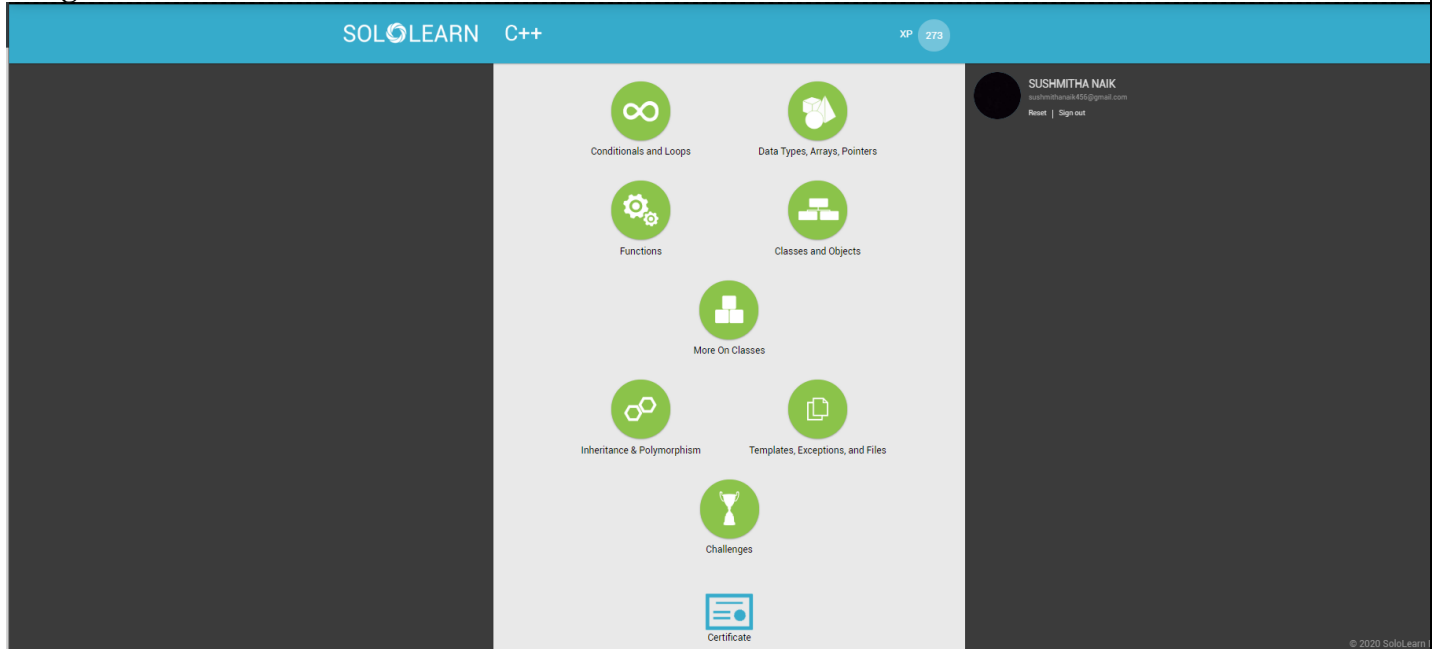 SOLOLEARN C++ XP 273
SUSHMITHA NAIK
sushmithanaik456@gmail.com
Reset | Sign out
Conditionals and Loops Data Types, Arrays, Pointers
Functions Classes and Objects
More On Classes
Inheritance & Polymorphism Templates, Exceptions, and Files
Challenges
Certificate
© 2020 SoloLearn